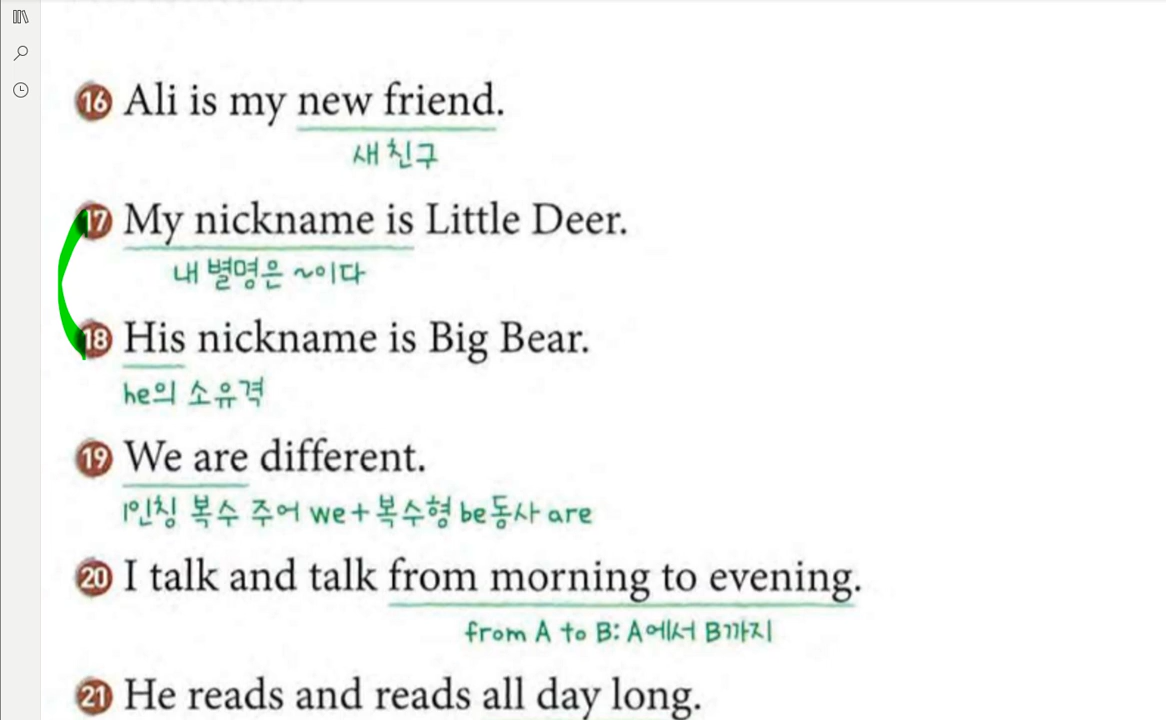 16 Ali is my new friend.
새 친구
17 My nickname is Little Deer.
내 별명은 ~이다
18 His nickname is Big Bear.
he의 소유격
19 We are different.
1인칭 복수 주어 we+복수형 be동사 are
20 I talk and talk from morning to evening.
from A to B: A에서 B까지
21 He reads and reads all day long.